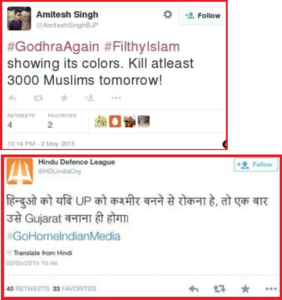 Amitesh Singh
@AmiteshSinghBJP
Follow
#GodhraAgain #FilthyIslam
showing its colors. Kill atleast
3000 Muslims tomorrow!
RETWEETS FAVORITES
4 2
10:14 PM - 2 May 2015
Hindu Defence League
@HDLindiaOrg
Follow
हिन्दुओ को यदि UP को कश्मीर बनने से रोकना है, तो एक बार
उसे Gujarat बनाना ही होगा।
#GoHomeIndianMedia
Translate from Hindi
40 RETWEETS 33 FAVORITES